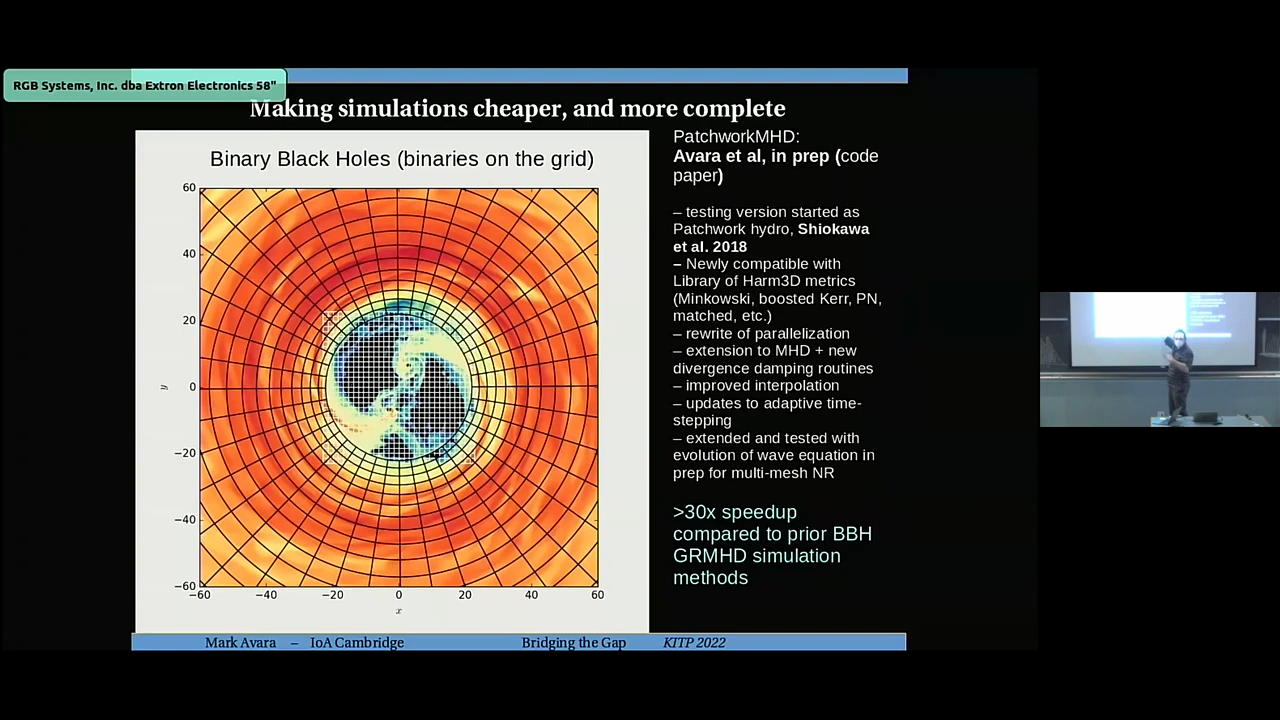 RGB Systems, Inc. dba Extron Electronics 58"
Making simulations cheaper, and more complete
Binary Black Holes (binaries on the grid)
60
40
20
0
−20
−40
−60
y
−60
−40
−20
0
20
40
60
x
PatchworkMHD:
Avara et al, in prep (code
paper)
– testing version started as
Patchwork hydro, Shiokawa
et al. 2018
– Newly compatible with
Library of Harm3D metrics
(Minkowski, boosted Kerr, PN,
matched, etc.)
– rewrite of parallelization
– extension to MHD + new
divergence damping routines
– improved interpolation
– updates to adaptive time-
stepping
– extended and tested with
evolution of wave equation in
prep for multi-mesh NR
>30x speedup
compared to prior BBH
GRMHD simulation
methods
Mark Avara – IoA Cambridge
Bridging the Gap
KITP 2022